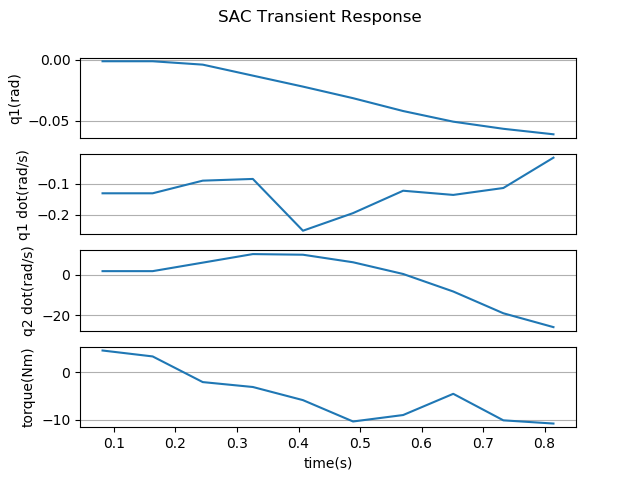 SAC Transient Response
q1(rad)
0.00
−0.05
q1 dot(rad/s)
−0.1
−0.2
q2 dot(rad/s)
0
−20
torque(Nm)
0
−10
0.1 0.2 0.3 0.4 0.5 0.6 0.7 0.8
time(s)